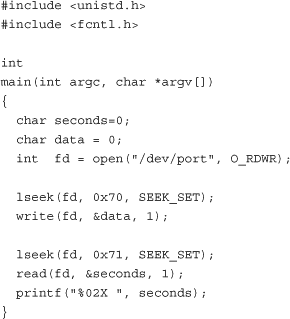 #include <unistd.h>
#include <fcntl.h>

int
main(int argc, char *argv[])
{
  char seconds=0;
  char data = 0;
  int  fd = open("/dev/port", O_RDWR);

  lseek(fd, 0x70, SEEK_SET);
  write(fd, &data, 1);

  lseek(fd, 0x71, SEEK_SET);
  read(fd, &seconds, 1);
  printf("%02X ", seconds);
}